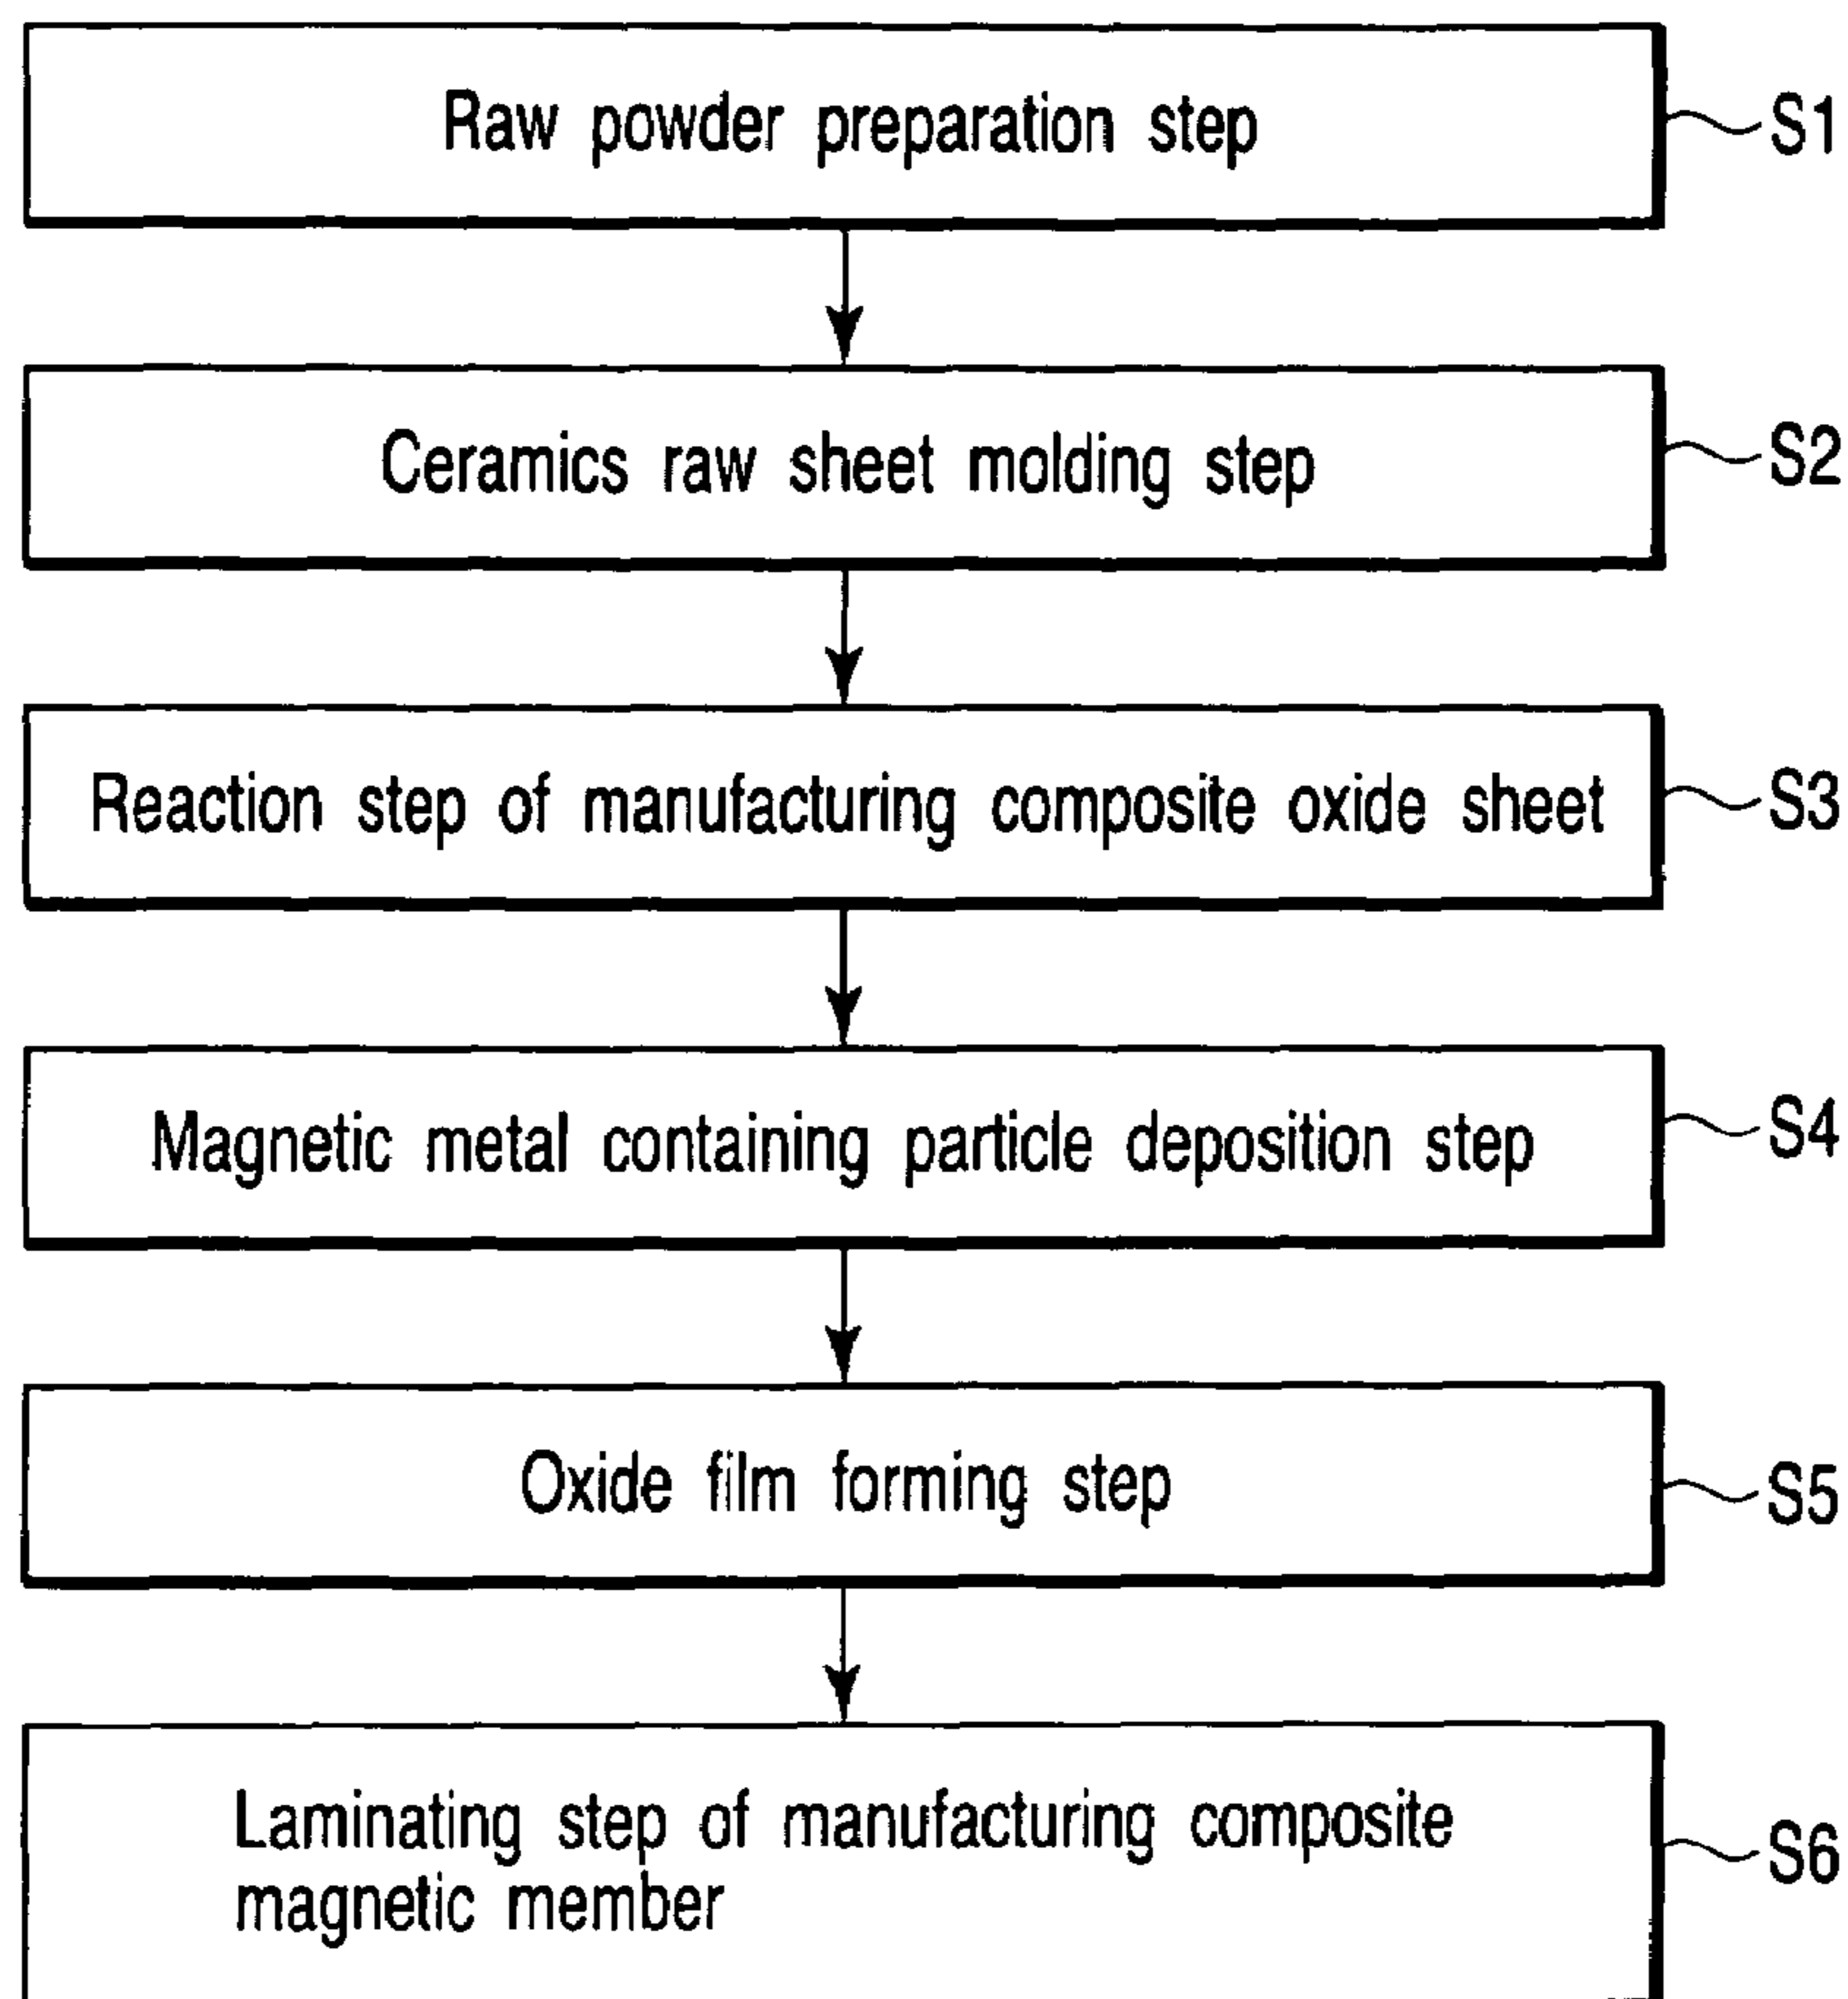 Raw powder preparation step S1
Ceramics raw sheet molding step S2
Reaction step of manufacturing composite oxide sheet S3
Magnetic metal containing particle deposition step S4
Oxide film forming step S5
Laminating step of manufacturing composite
magnetic member
S6